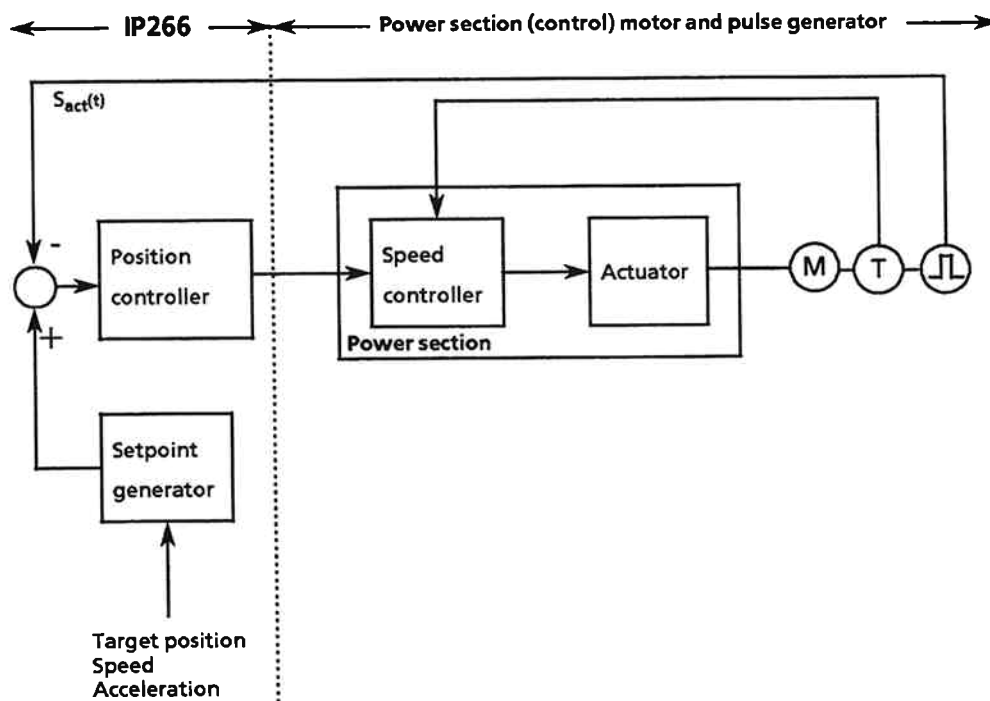 IP266
Power section (control) motor and pulse generator
Sact(t)
-
+
Position
controller
Speed
controller
Actuator
M
T
Power section
Setpoint
generator
Target position
Speed
Acceleration